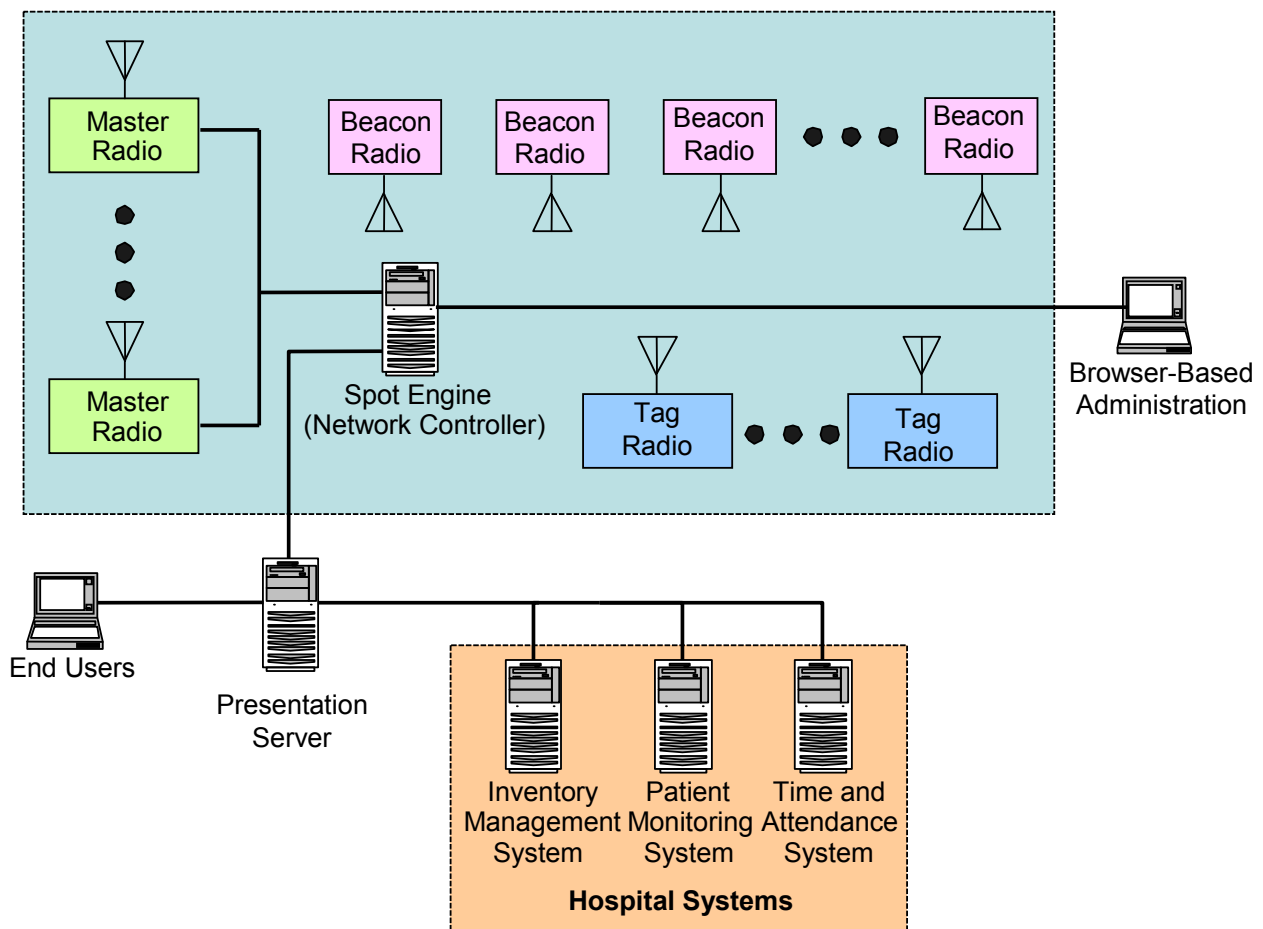 Master
Radio
Beacon
Radio
Beacon
Radio
Beacon
Radio
Beacon
Radio
Master
Radio
Spot Engine
(Network Controller)
Tag
Radio
Tag
Radio
Browser-Based
Administration
End Users
Presentation
Server
Inventory
Management
System
Patient
Monitoring
System
Time and
Attendance
System
Hospital Systems